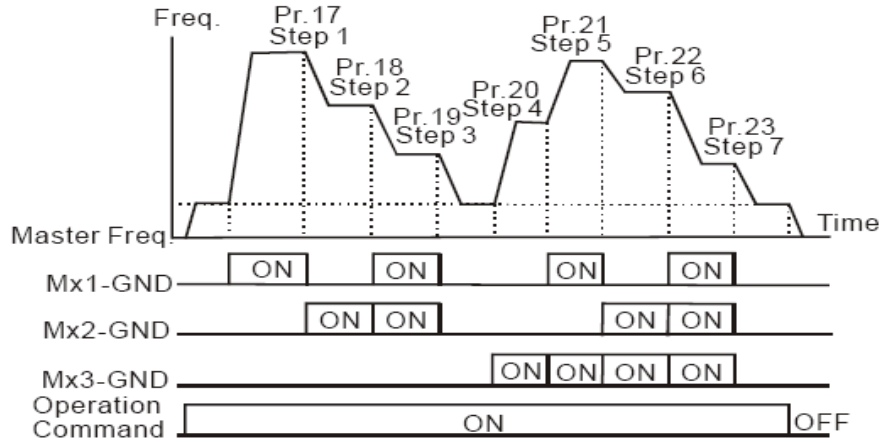 Freq.
Pr.17
Step 1
Pr.18
Step 2
Pr.19
Step 3
Pr.20
Step 4
Pr.21
Step 5
Pr.22
Step 6
Pr.23
Step 7
Master Freq.
Time
Mx1-GND
ON
ON
ON
ON
Mx2-GND
ON
ON
ON
ON
Mx3-GND
ON
ON
ON
ON
Operation
Command
ON
OFF